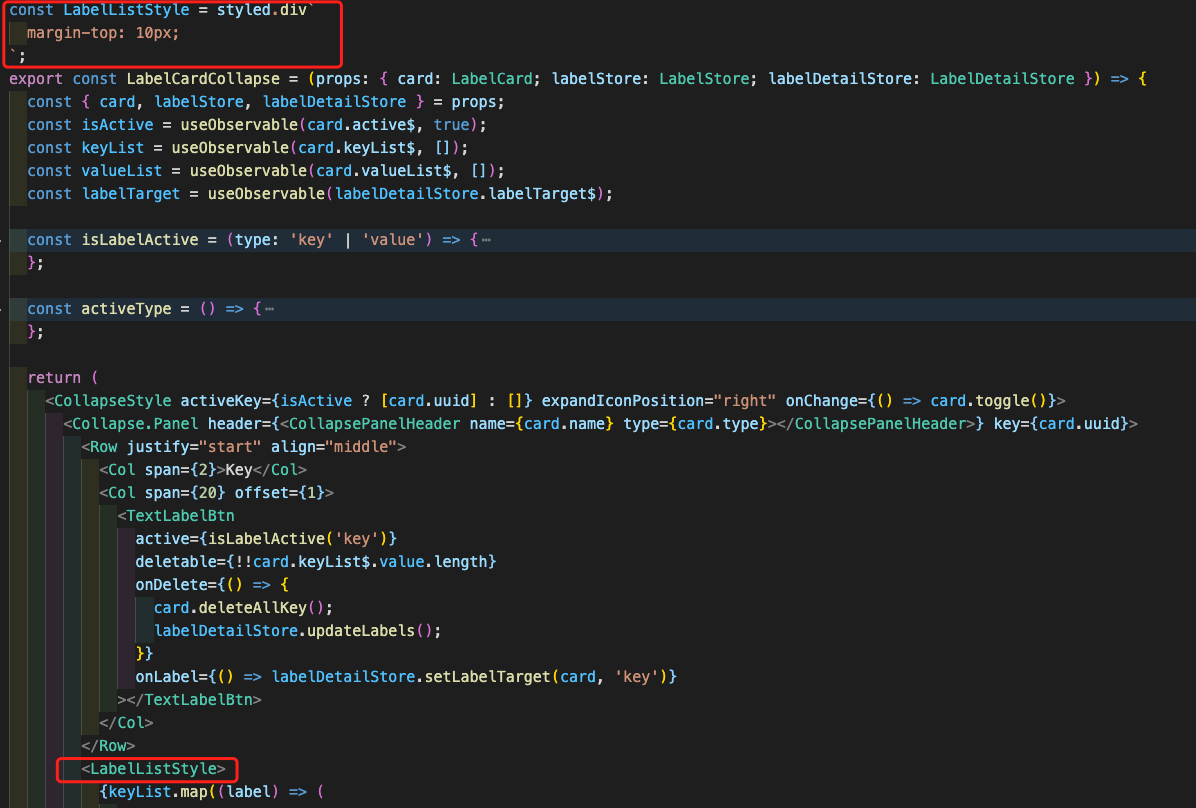 const LabelListStyle = styled.div`
  margin-top: 10px;
`;
export const LabelCardCollapse = (props: { card: LabelCard; labelStore: LabelStore; labelDetailStore: LabelDetailStore }) => {
  const { card, labelStore, labelDetailStore } = props;
  const isActive = useObservable(card.active$, true);
  const keyList = useObservable(card.keyList$, []);
  const valueList = useObservable(card.valueList$, []);
  const labelTarget = useObservable(labelDetailStore.labelTarget$);
  const isLabelActive = (type: 'key' | 'value') => {⋯
  };
  const activeType = () => {⋯
  };
  return (
    <CollapseStyle activeKey={isActive ? [card.uuid] : []} expandIconPosition="right" onChange={() => card.toggle()}>
      <Collapse.Panel header={<CollapsePanelHeader name={card.name} type={card.type}></CollapsePanelHeader>} key={card.uuid}>
        <Row justify="start" align="middle">
          <Col span={2}>Key</Col>
          <Col span={20} offset={1}>
            <TextLabelBtn
              active={isLabelActive('key')}
              deletable={!!card.keyList$.value.length}
              onDelete={() => {
                card.deleteAllKey();
                labelDetailStore.updateLabels();
              }}
              onLabel={() => labelDetailStore.setLabelTarget(card, 'key')}
            ></TextLabelBtn>
          </Col>
        </Row>
        <LabelListStyle>
          {keyList.map((label) => (